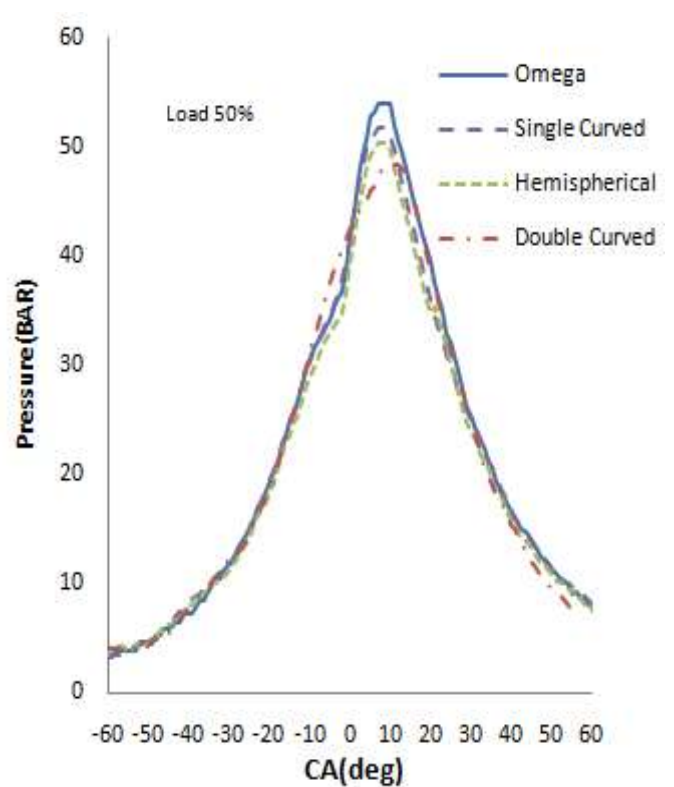 60
Load 50%
Omega
Single Curved
Hemispherical
Double Curved
50
40
30
20
10
0
Pressure(BAR)
-60 -50 -40 -30 -20 -10 0 10 20 30 40 50 60
CA(deg)